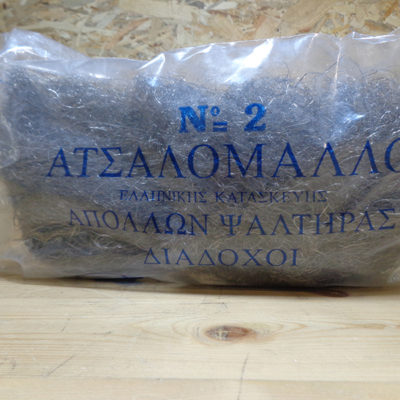 Nº 2
ΑΤΣΑΛΟΜΑΛΛΟ
ΕΛΛΗΝΙΚΗΣ ΚΑΤΑΣΚΕΥΗΣ
ΑΠΟΛΛΩΝ ΨΑΛΤΗΡΑΣ
ΔΙΑΔΟΧΟΙ